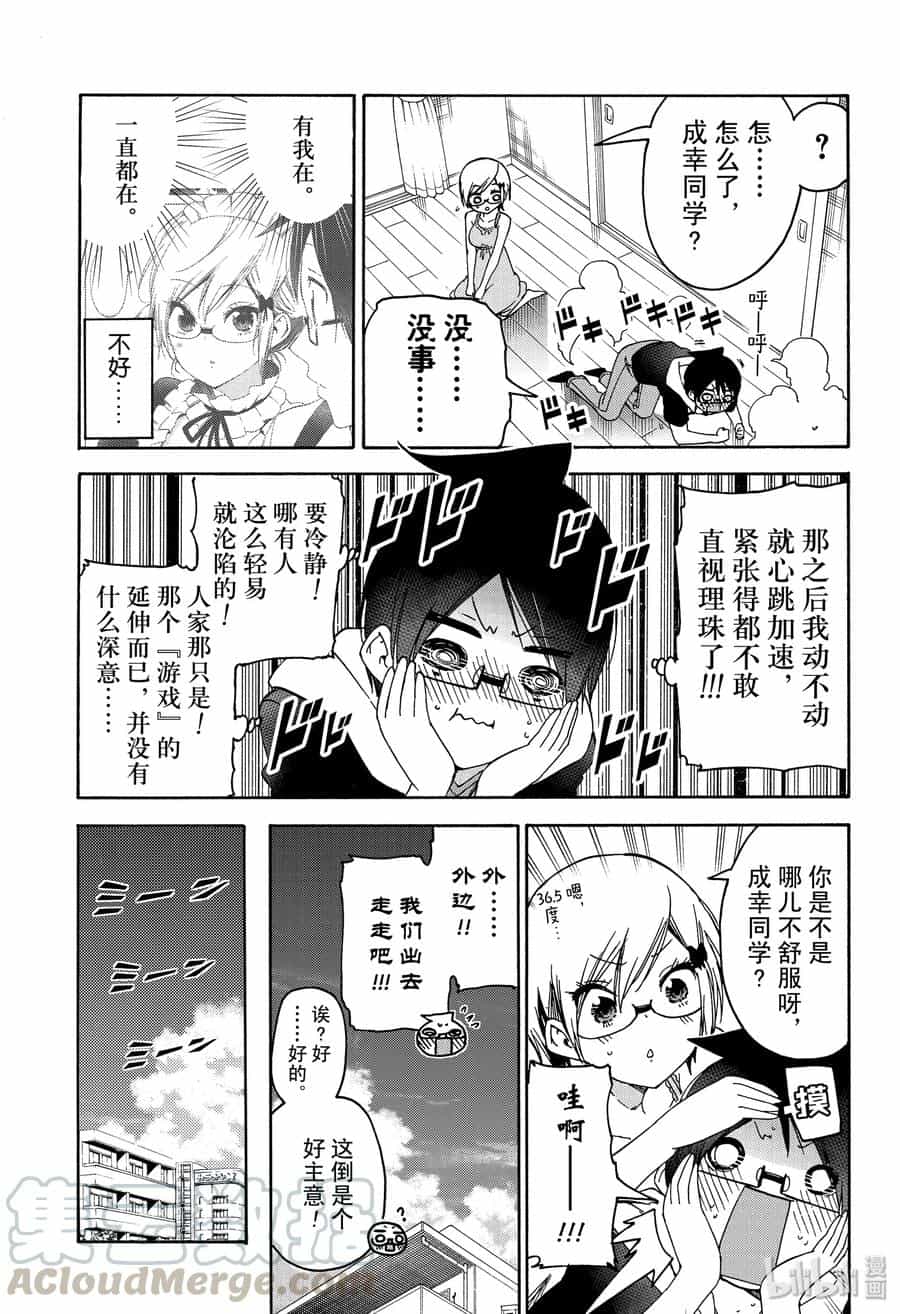 ？
怎……
怎么了，
成幸同学？
呼——呼——
ドキ
ドキ
ドキ
没……
没事……
有我在。
一直都在。
不好……
那之后我动不动
就心跳加速，
紧张得都不敢
直视理珠了!!!
ドド
ドド
ドド
ドド
要冷静！
哪有人
这么轻易
就沦陷的！
人家那只是！
那个『游戏』的
延伸而已，并没有
什么深意……
你是不是
哪儿不舒服呀，
成幸同学？
嗯，
36.5
度…
摸
哇啊——!!!
外……
外边!!
我们出去
走走吧!!!
诶？好
……好的。
这倒是个
好主意！
ミーン
ミーン
ミーン
集云数据
ACloudMerge.com
bilibili
漫画